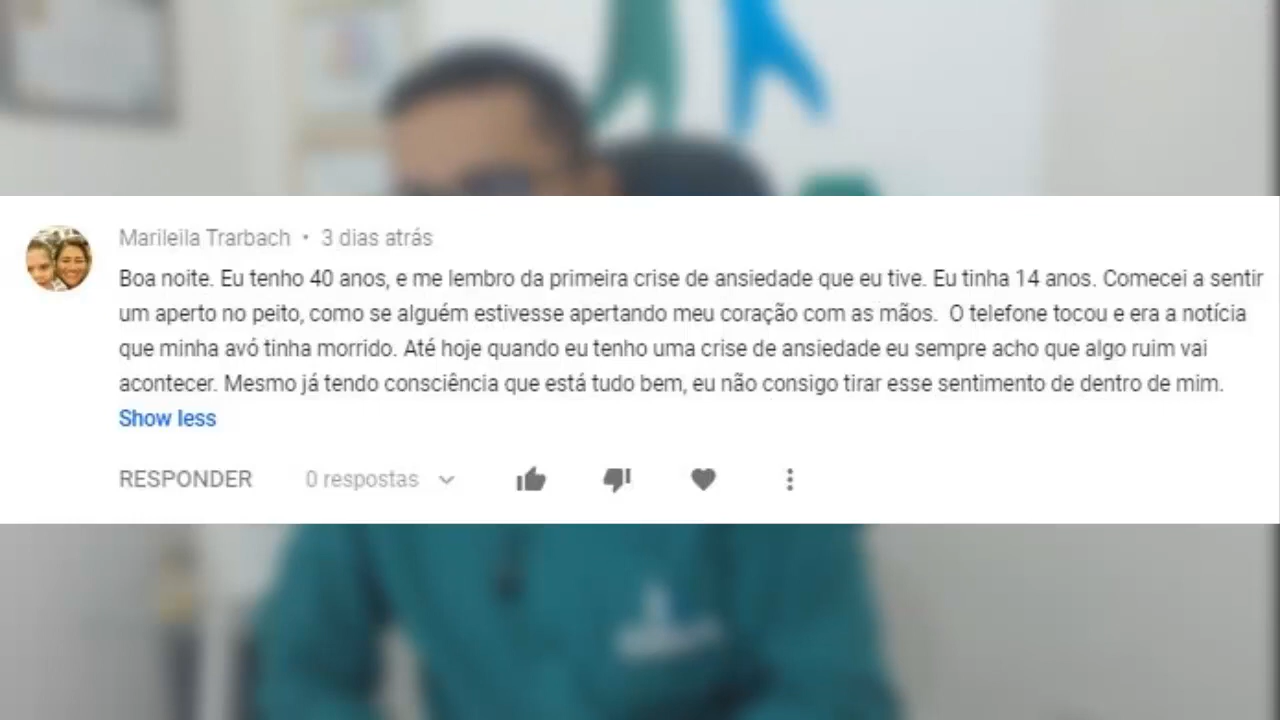 Marileila Trarbach • 3 dias atrás
Boa noite. Eu tenho 40 anos, e me lembro da primeira crise de ansiedade que eu tive. Eu tinha 14 anos. Comecei a sentir
um aperto no peito, como se alguém estivesse apertando meu coração com as mãos. O telefone tocou e era a notícia
que minha avó tinha morrido. Até hoje quando eu tenho uma crise de ansiedade eu sempre acho que algo ruim vai
acontecer. Mesmo já tendo consciência que está tudo bem, eu não consigo tirar esse sentimento de dentro de mim.
Show less
RESPONDER 0 respostas